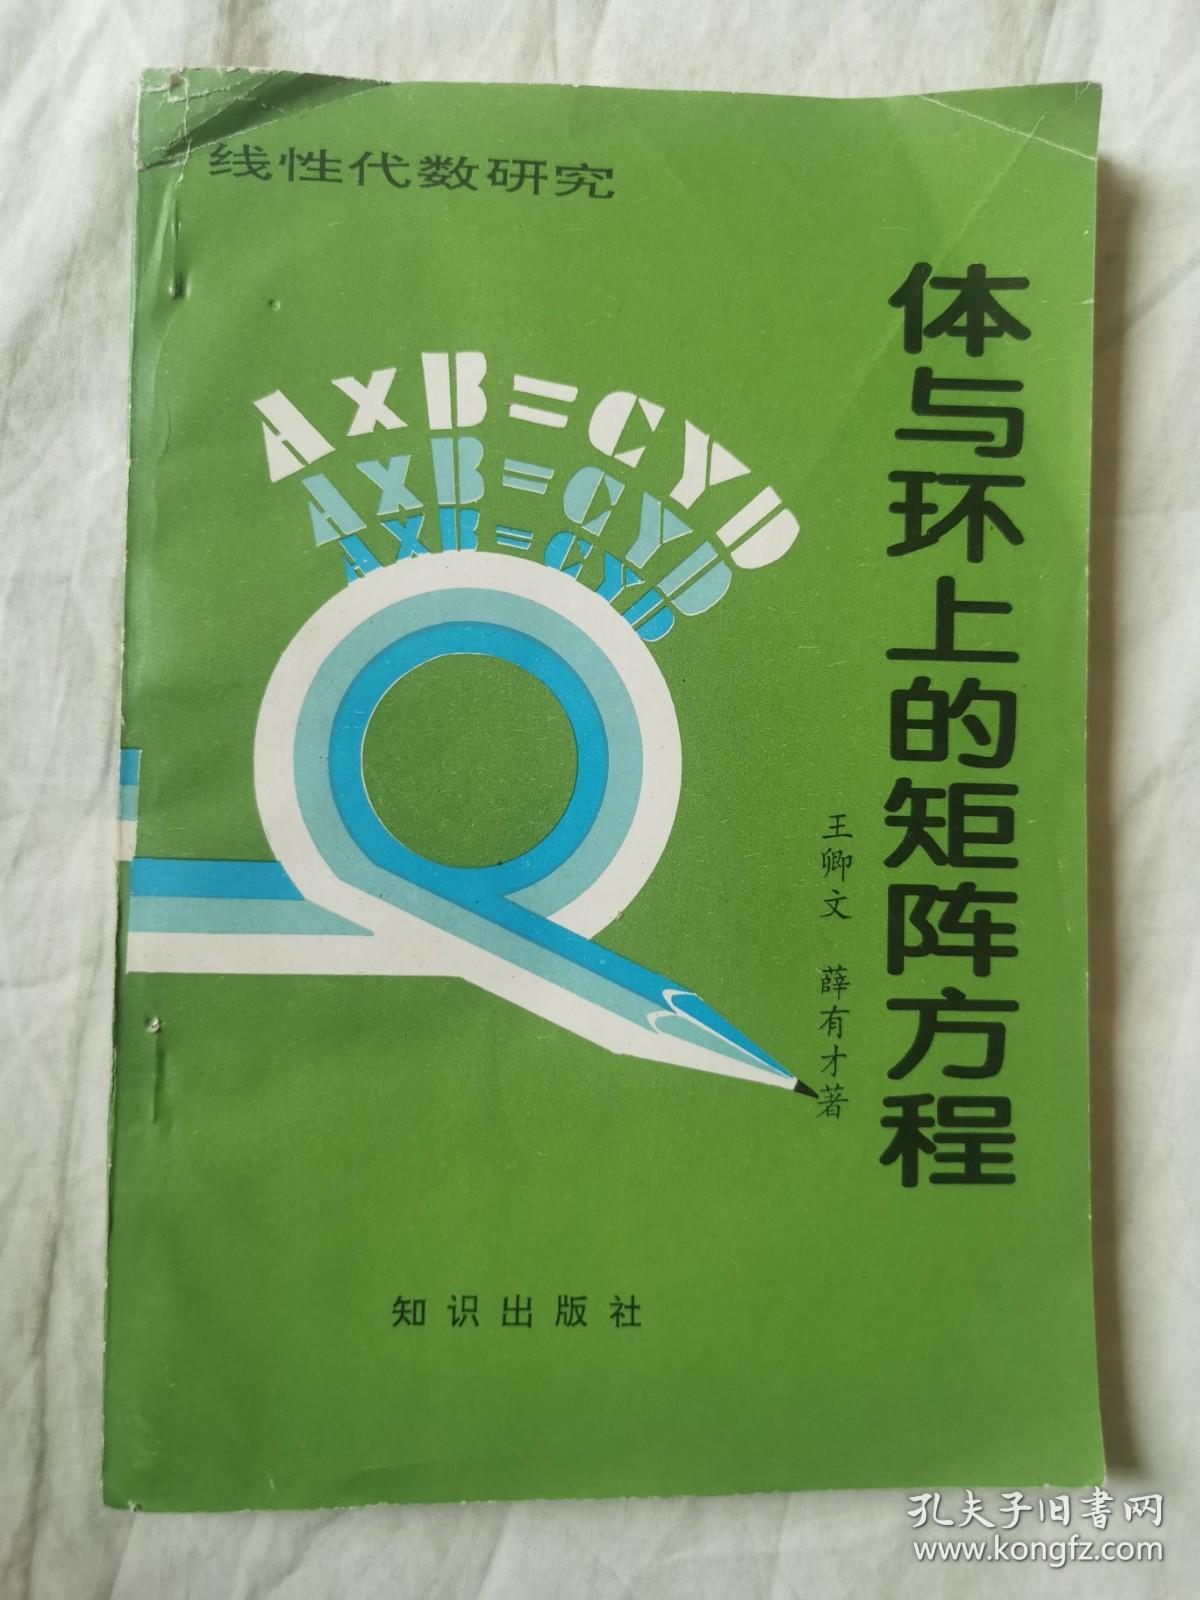 线性代数研究
体与环上的矩阵方程
AXB=CYD
AXB=CYD
AXB=CYD
王卿文 薛有才著
知识出版社
孔夫子旧书网
www.kongfz.com